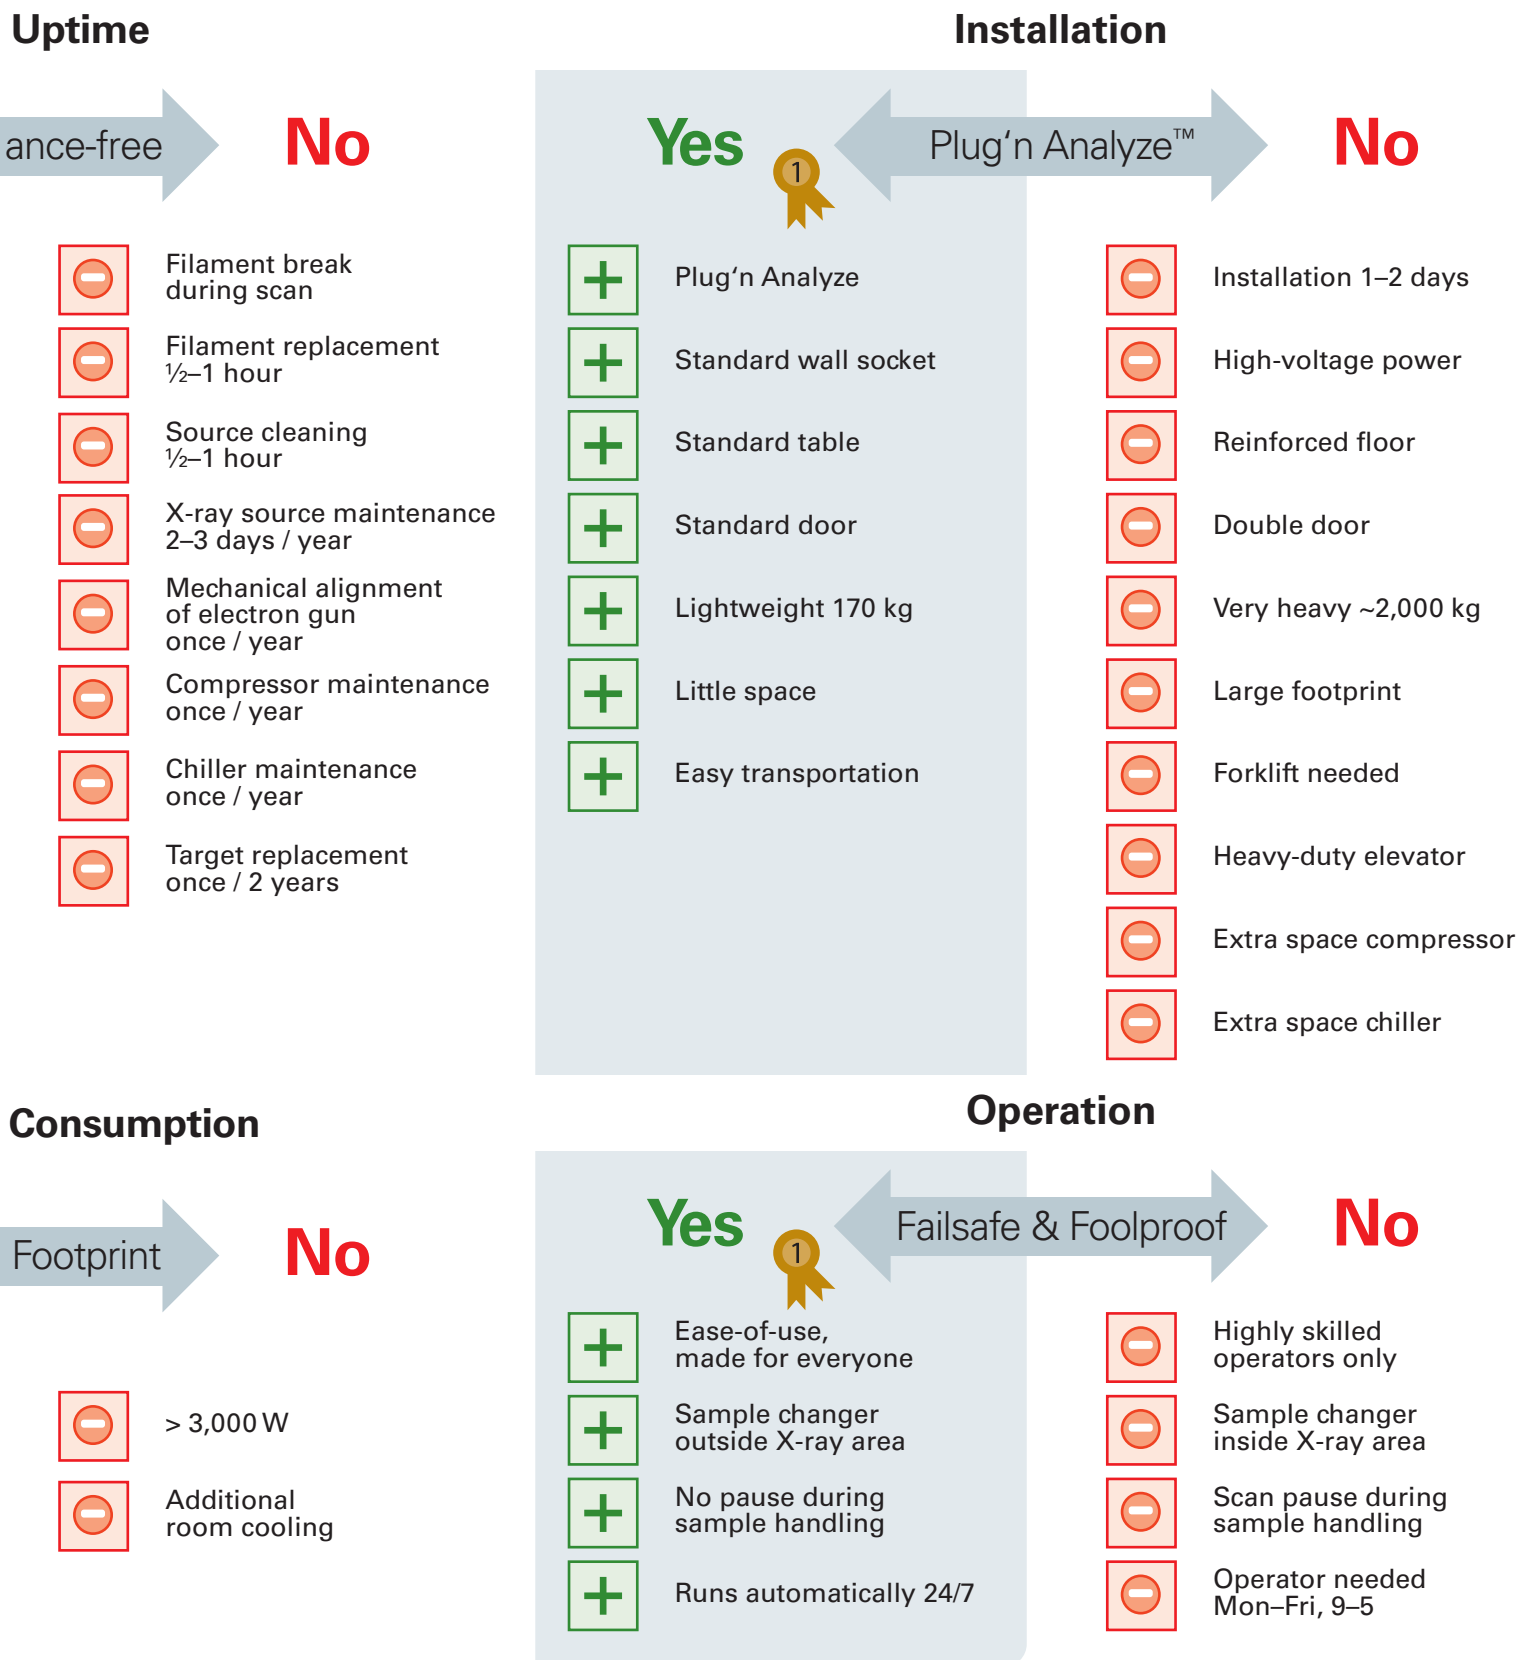 Uptime
ance-free
No
Filament break
during scan
Filament replacement
½–1 hour
Source cleaning
½–1 hour
X-ray source maintenance
2–3 days / year
Mechanical alignment
of electron gun
once / year
Compressor maintenance
once / year
Chiller maintenance
once / year
Target replacement
once / 2 years
Installation
Yes
1
Plug‘n Analyze™
No
Plug‘n Analyze
Standard wall socket
Standard table
Standard door
Lightweight 170 kg
Little space
Easy transportation
Installation 1–2 days
High-voltage power
Reinforced floor
Double door
Very heavy ~2,000 kg
Large footprint
Forklift needed
Heavy-duty elevator
Extra space compressor
Extra space chiller
Consumption
Footprint
No
> 3,000 W
Additional
room cooling
Operation
Yes
1
Failsafe & Foolproof
No
Ease-of-use,
made for everyone
Sample changer
outside X-ray area
No pause during
sample handling
Runs automatically 24/7
Highly skilled
operators only
Sample changer
inside X-ray area
Scan pause during
sample handling
Operator needed
Mon–Fri, 9–5